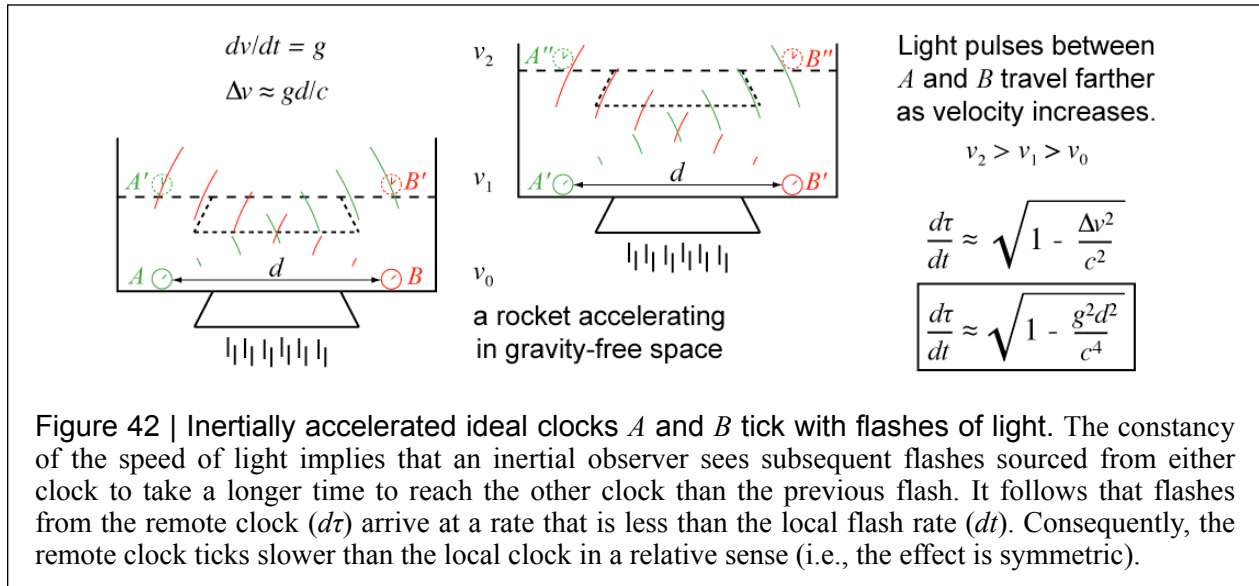 dv/dt = g
Δv ≈ gd/c
A′
B′
A
d
B
v₂
v₁
v₀
A″
B″
A′
d
B′
a rocket accelerating
in gravity-free space
Light pulses between
A and B travel farther
as velocity increases.
v₂ > v₁ > v₀
dτ/dt ≈ √(1 - Δv²/c²)
dτ/dt ≈ √(1 - g²d²/c⁴)
Figure 42 | Inertially accelerated ideal clocks A and B tick with flashes of light. The constancy
of the speed of light implies that an inertial observer sees subsequent flashes sourced from either
clock to take a longer time to reach the other clock than the previous flash. It follows that flashes
from the remote clock (dτ) arrive at a rate that is less than the local flash rate (dt). Consequently, the
remote clock ticks slower than the local clock in a relative sense (i.e., the effect is symmetric).